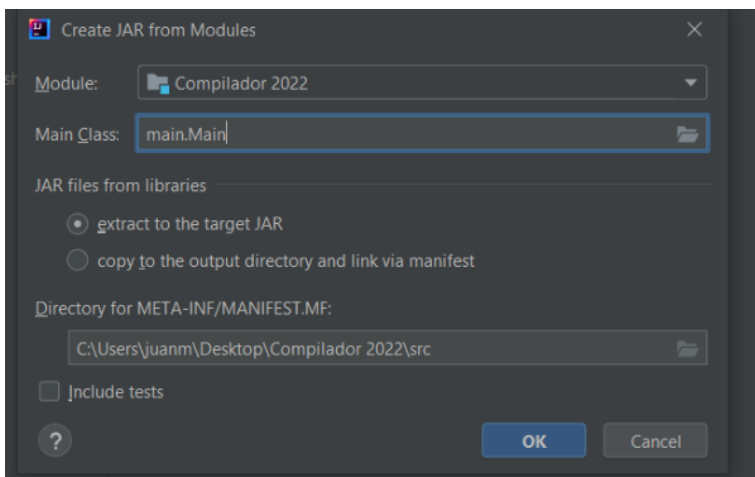 Create JAR from Modules
Module: Compilador 2022
Main Class: main.Main
JAR files from libraries
extract to the target JAR
copy to the output directory and link via manifest
Directory for META-INF/MANIFEST.MF:
C:\Users\juanm\Desktop\Compilador 2022\src
Include tests
? OK Cancel